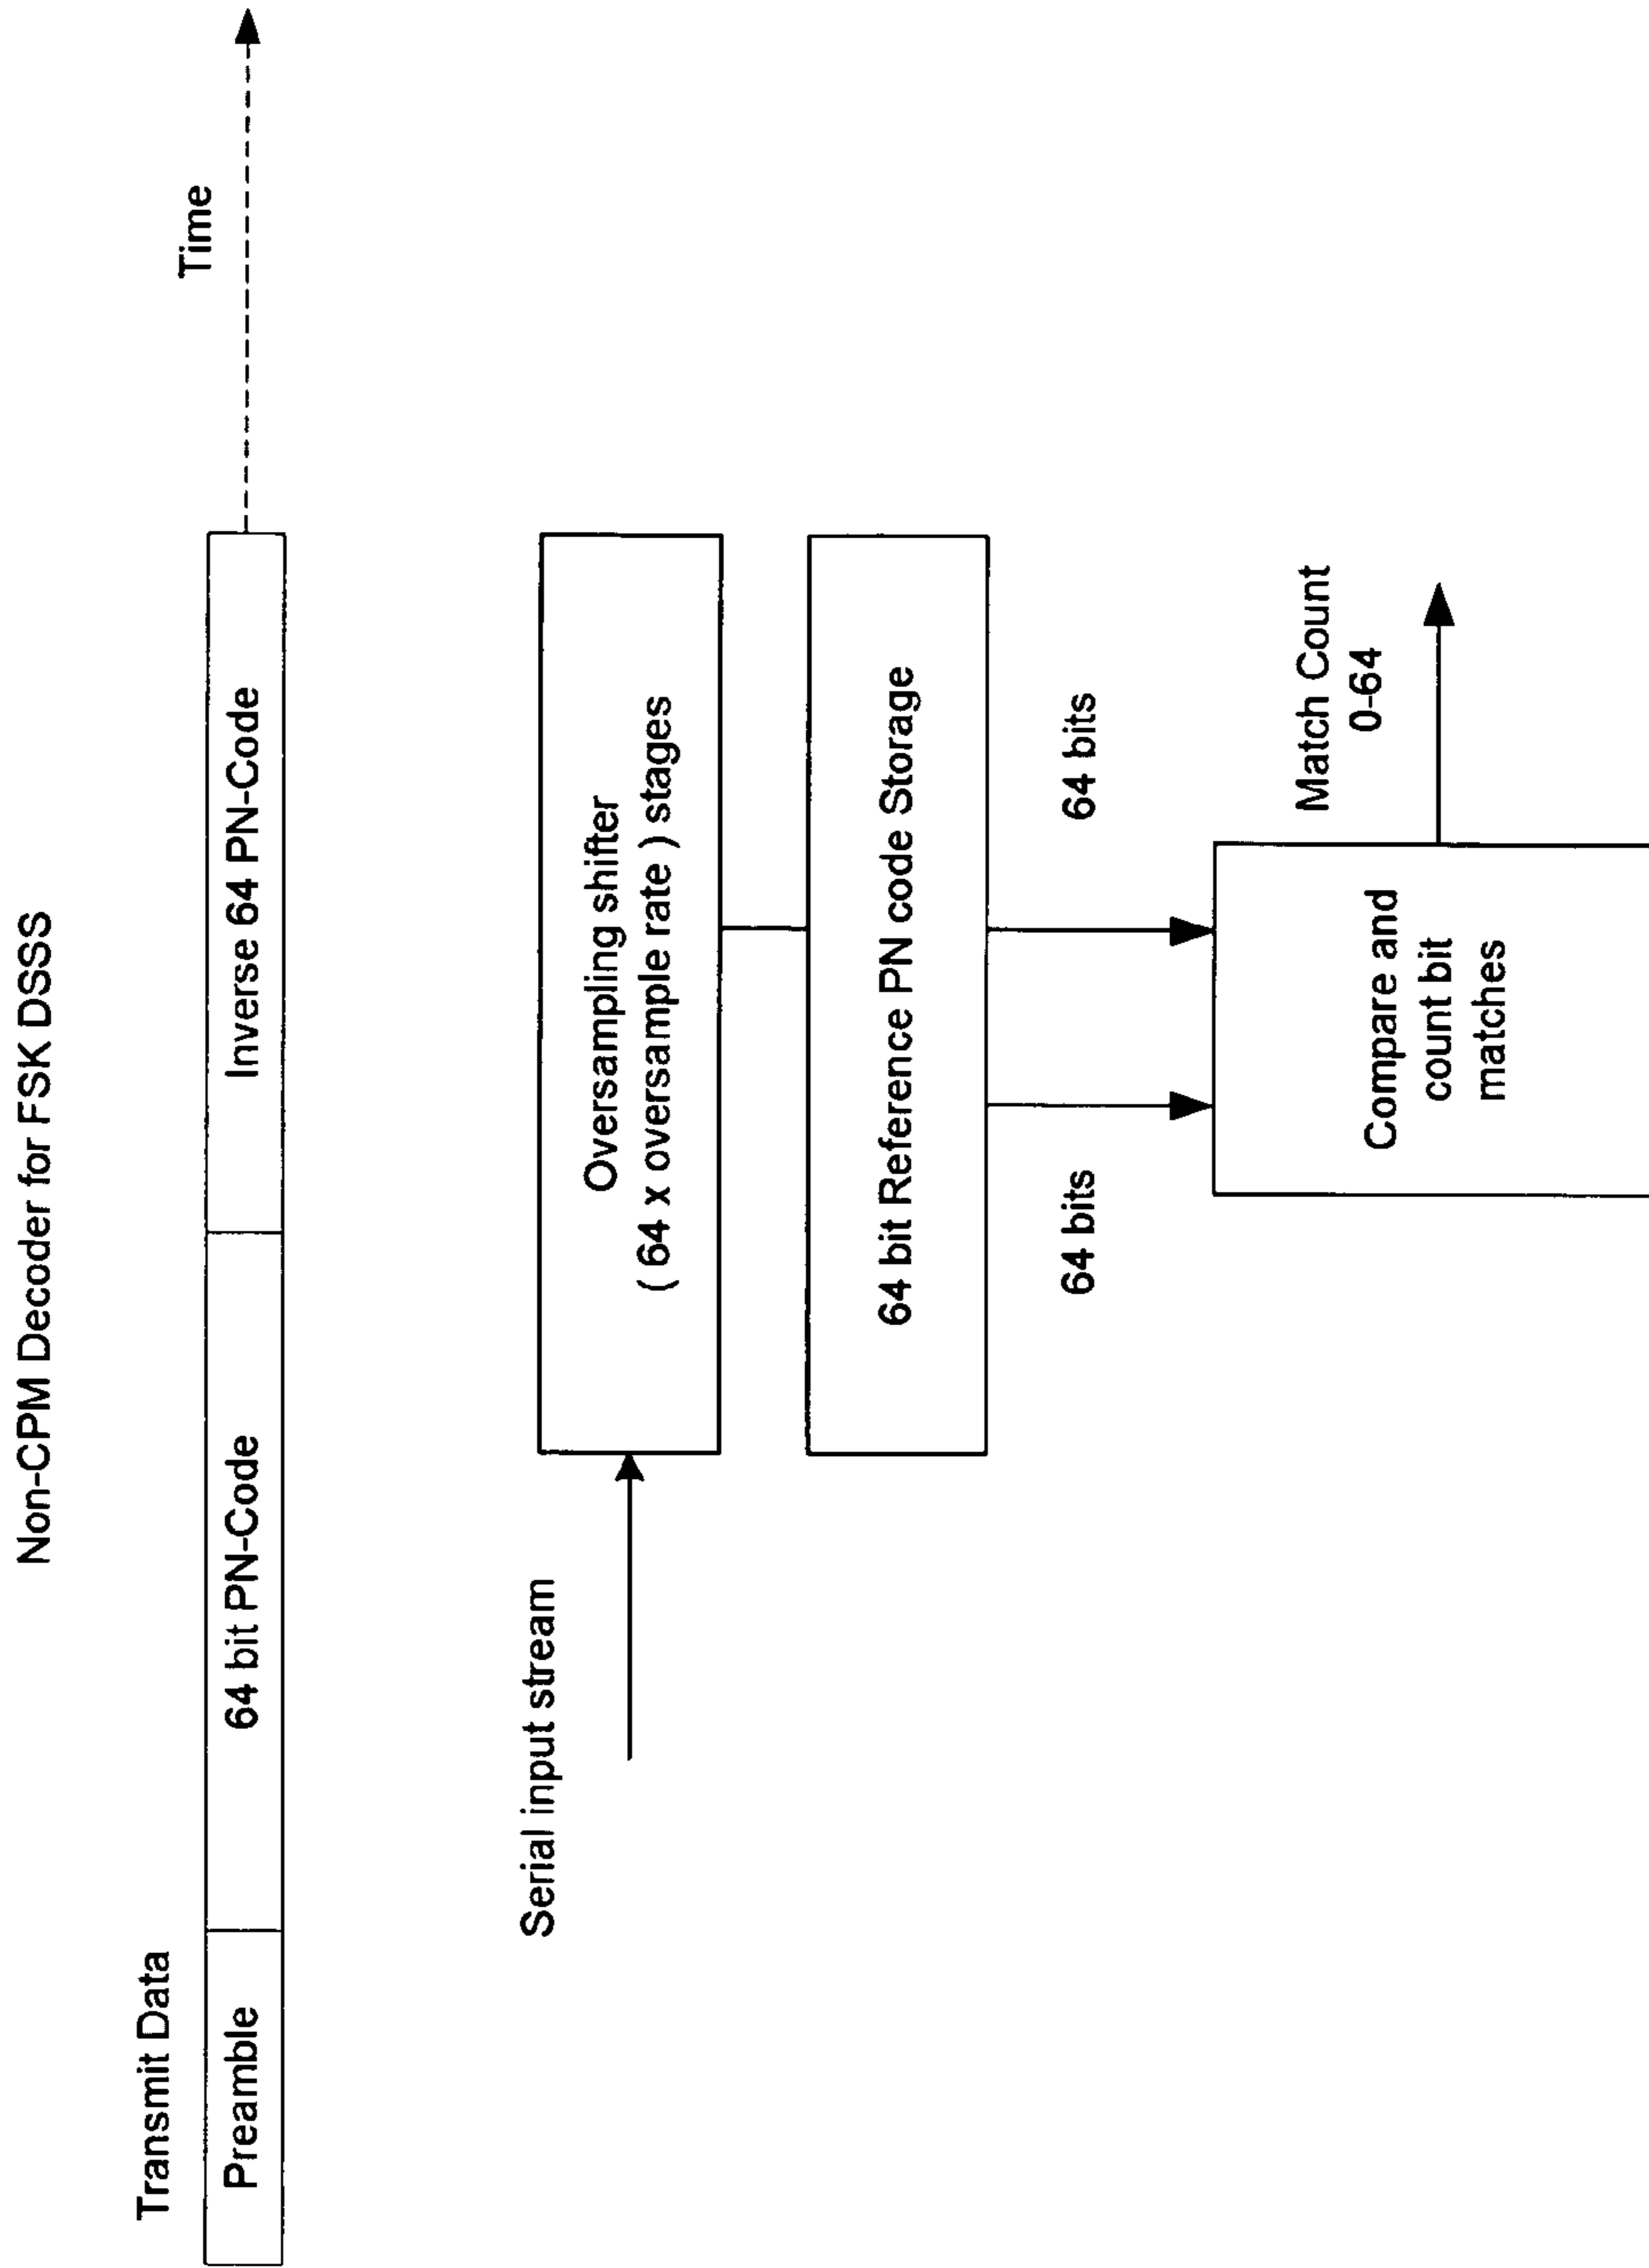 Non-CPM Decoder for FSK DSSS
Transmit Data
Time
Preamble
64 bit PN-Code
Inverse 64 PN-Code
Serial input stream
Oversampling shifter
( 64 x oversample rate ) stages
64 bit Reference PN code Storage
64 bits
64 bits
Compare and
count bit
matches
Match Count
0-64